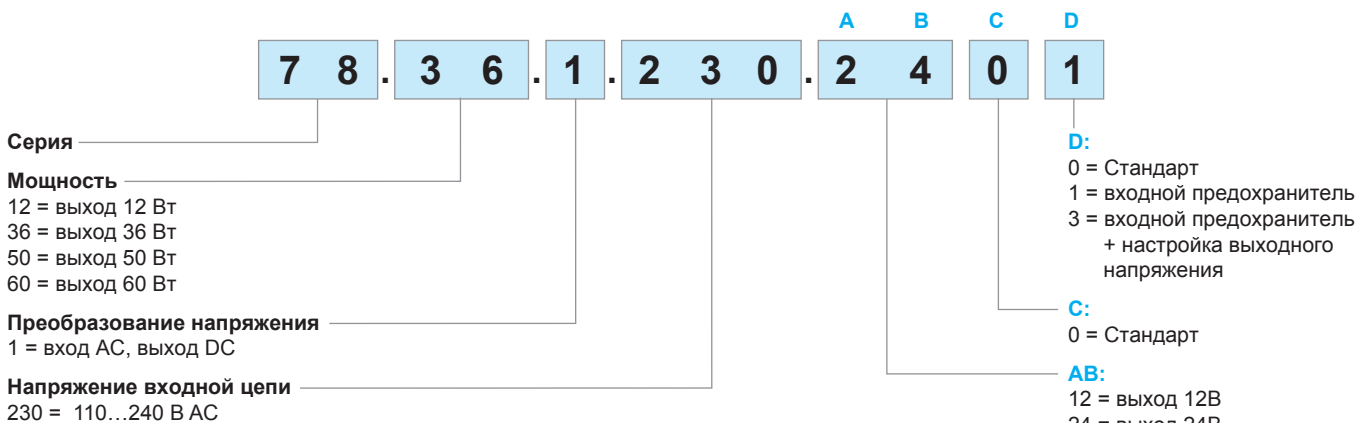 A B C D
7 8 . 3 6 . 1 . 2 3 0 . 2 4 0 1
Серия
Мощность
12 = выход 12 Вт
36 = выход 36 Вт
50 = выход 50 Вт
60 = выход 60 Вт
Преобразование напряжения
1 = вход AC, выход DC
Напряжение входной цепи
230 = 110…240 В AC
D:
0 = Стандарт
1 = входной предохранитель
3 = входной предохранитель
+ настройка выходного
напряжения
C:
0 = Стандарт
AB:
12 = выход 12В
24 = выход 24В